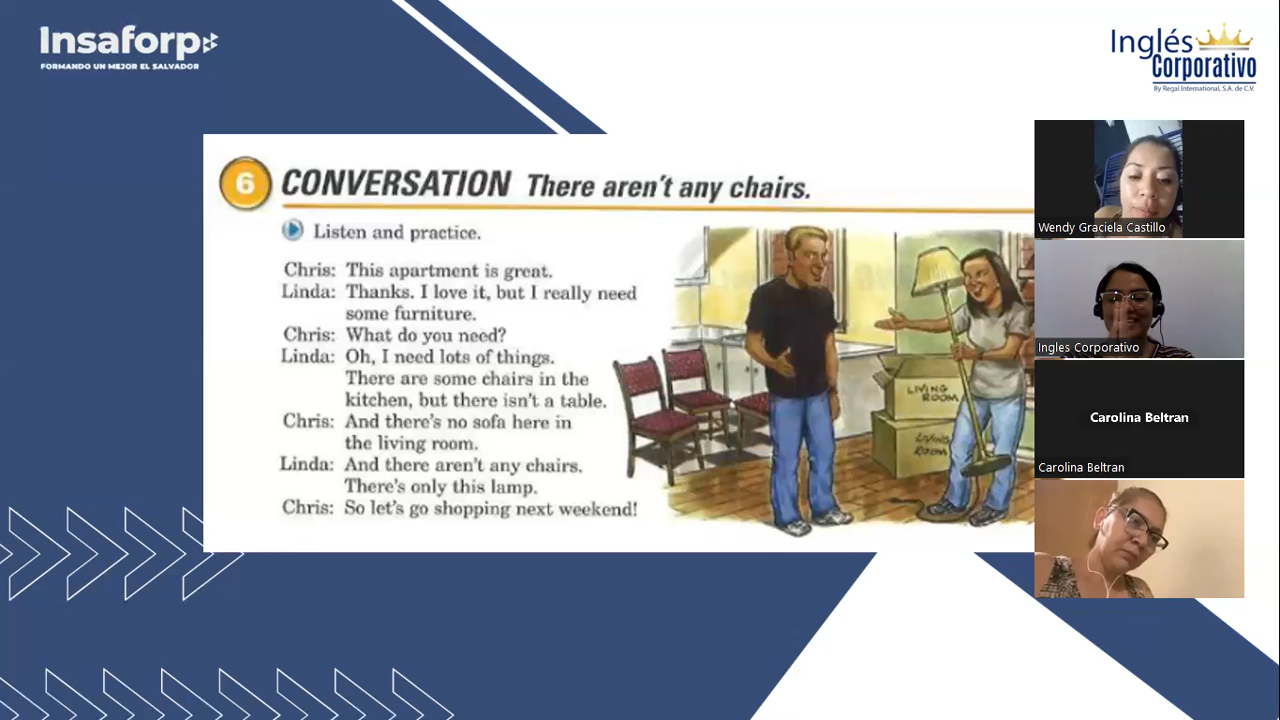 Insaforp
FORMANDO UN MEJOR EL SALVADOR
Inglés
Corporativo
By Regal International, S.A. de C.V.
6 CONVERSATION There aren't any chairs.
Listen and practice.
Chris: This apartment is great.
Linda: Thanks. I love it, but I really need
some furniture.
Chris: What do you need?
Linda: Oh, I need lots of things.
There are some chairs in the
kitchen, but there isn't a table.
Chris: And there's no sofa here in
the living room.
Linda: And there aren't any chairs.
There's only this lamp.
Chris: So let's go shopping next weekend!
LIVING
ROOM
LIVING
ROOM
Wendy Graciela Castillo
Ingles Corporativo
Carolina Beltran
Carolina Beltran